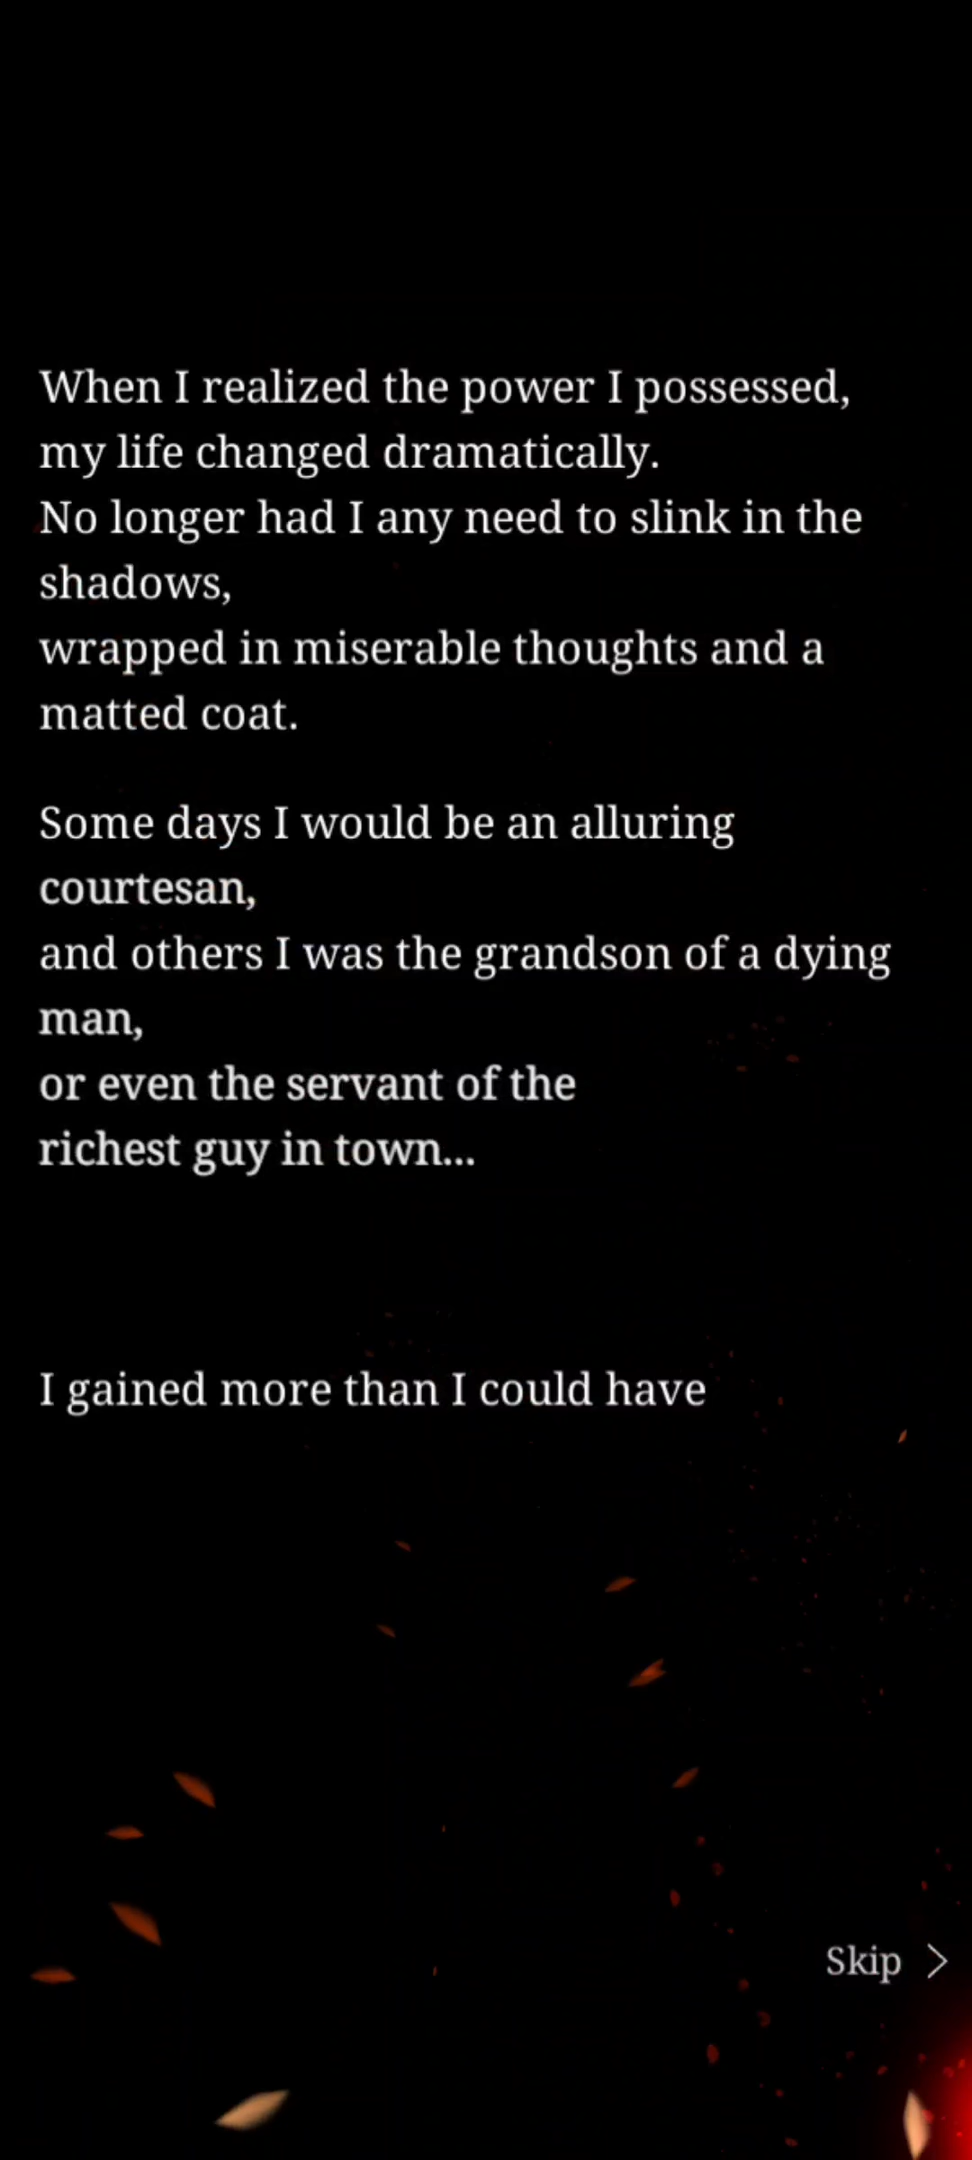 When I realized the power I possessed,
my life changed dramatically.
No longer had I any need to slink in the
shadows,
wrapped in miserable thoughts and a
matted coat.
Some days I would be an alluring
courtesan,
and others I was the grandson of a dying
man,
or even the servant of the
richest guy in town...
I gained more than I could have
Skip >